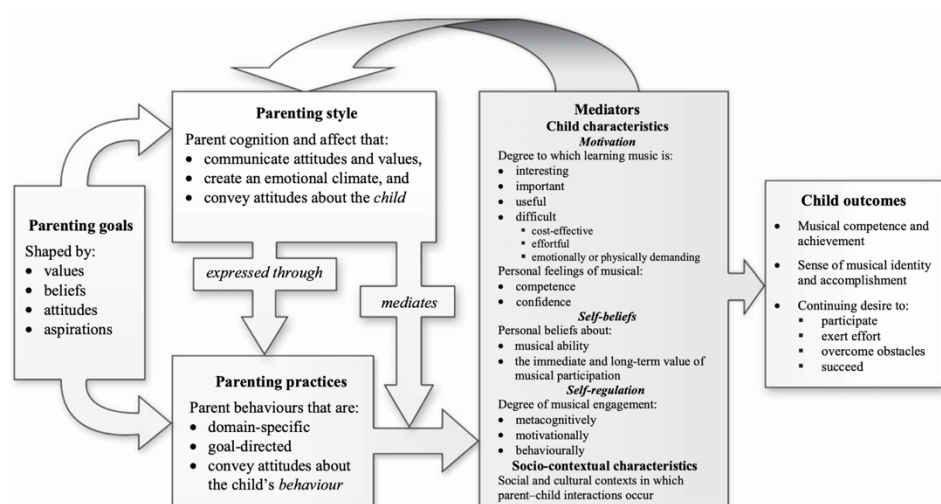 Parenting goals
Shaped by:
• values
• beliefs
• attitudes
• aspirations
Parenting style
Parent cognition and affect that:
• communicate attitudes and values,
• create an emotional climate, and
• convey attitudes about the child
expressed through
mediates
Parenting practices
Parent behaviours that are:
• domain-specific
• goal-directed
• convey attitudes about
the child's behaviour
Mediators
Child characteristics
Motivation
Degree to which learning music is:
• interesting
• important
• useful
• difficult
▪ cost-effective
▪ effortful
▪ emotionally or physically demanding
Personal feelings of musical:
• competence
• confidence
Self-beliefs
Personal beliefs about:
• musical ability
• the immediate and long-term value of
musical participation
Self-regulation
Degree of musical engagement:
• metacognitively
• motivationally
• behaviourally
Socio-contextual characteristics
Social and cultural contexts in which
parent–child interactions occur
Child outcomes
• Musical competence and
achievement
• Sense of musical identity
and accomplishment
• Continuing desire to:
▪ participate
▪ exert effort
▪ overcome obstacles
▪ succeed